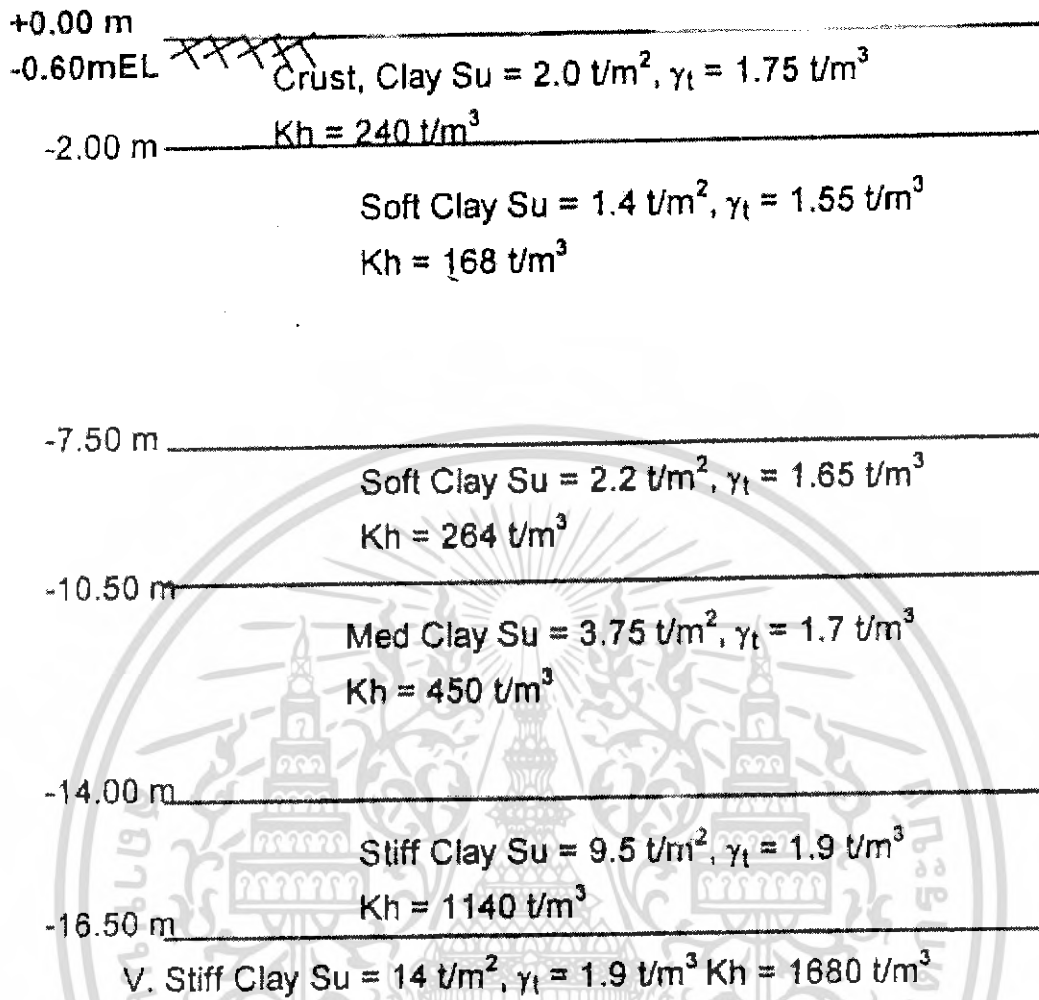 +0.00 m
-0.60mEL
Crust, Clay Su = 2.0 t/m², γt = 1.75 t/m³
Kh = 240 t/m³
-2.00 m
Soft Clay Su = 1.4 t/m², γt = 1.55 t/m³
Kh = 168 t/m³
-7.50 m
Soft Clay Su = 2.2 t/m², γt = 1.65 t/m³
Kh = 264 t/m³
-10.50 m
Med Clay Su = 3.75 t/m², γt = 1.7 t/m³
Kh = 450 t/m³
-14.00 m
Stiff Clay Su = 9.5 t/m², γt = 1.9 t/m³
Kh = 1140 t/m³
-16.50 m
V. Stiff Clay Su = 14 t/m², γt = 1.9 t/m³ Kh = 1680 t/m³